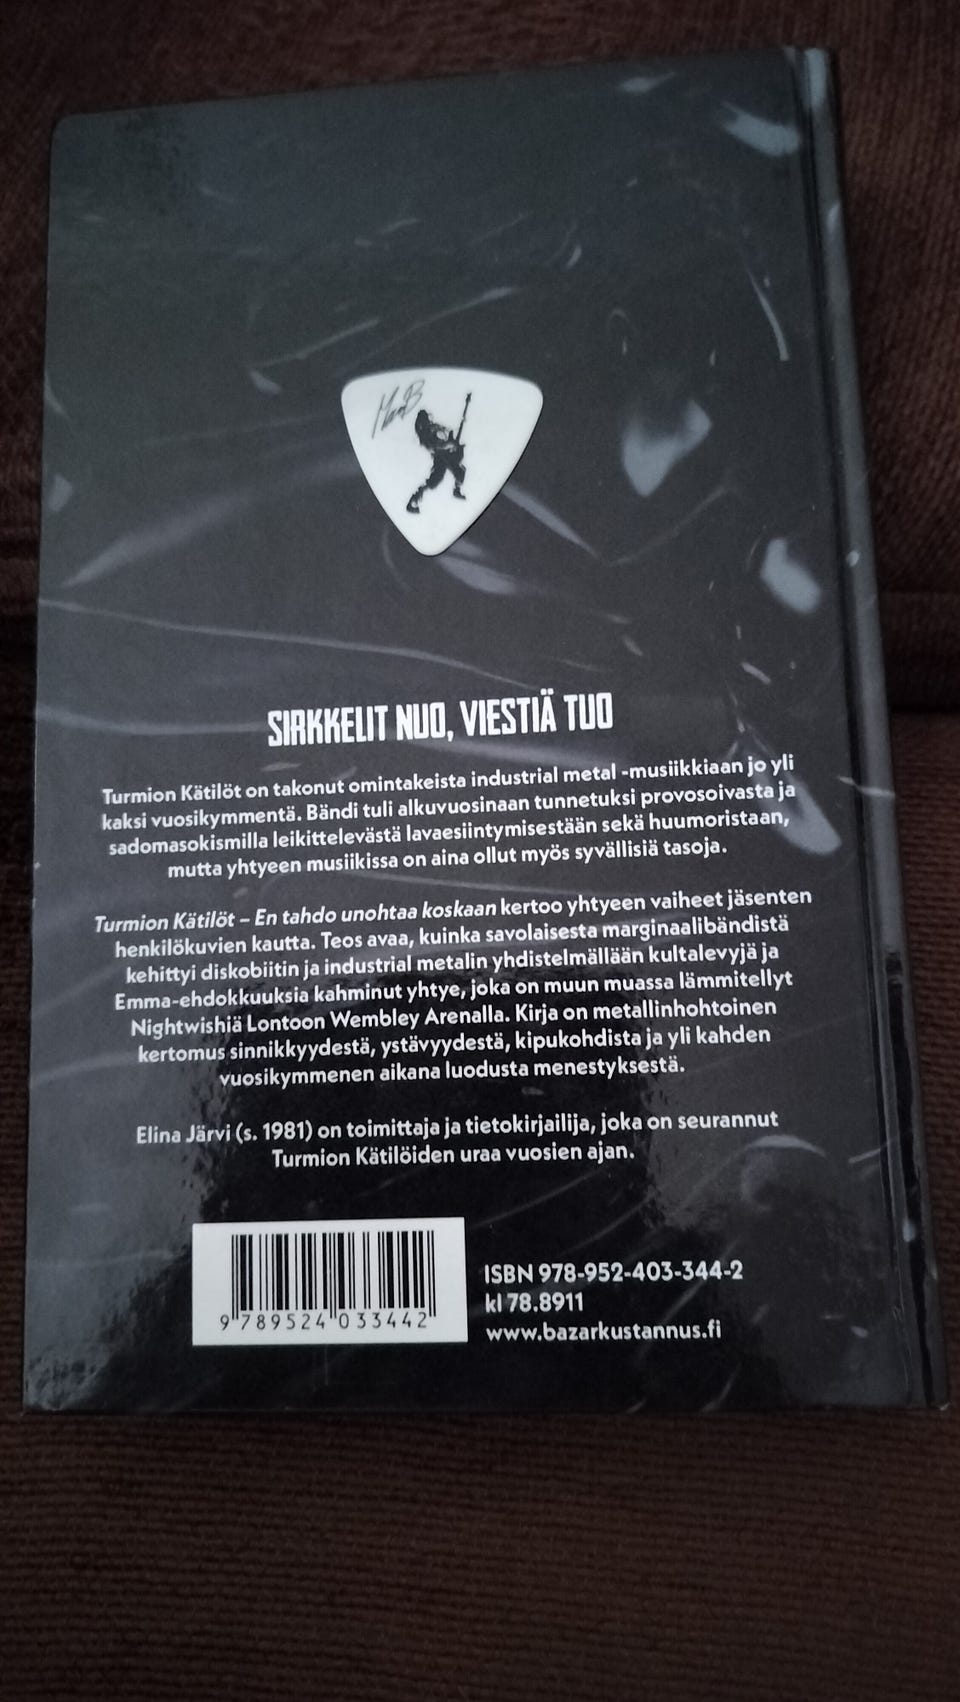 SIRKKELIT NUO, VIESTIÄ TUO
Turmion Kätilöt on takonut omintakeista industrial metal -musiikkiaan jo yli
kaksi vuosikymmentä. Bändi tuli alkuvuosinaan tunnetuksi provosoivasta ja
sadomasokismilla leikittelevästä lavaesiintymisestään sekä huumoristaan,
mutta yhtyeen musiikissa on aina ollut myös syvällisiä tasoja.
Turmion Kätilöt – En tahdo unohtaa koskaan kertoo yhtyeen vaiheet jäsenten
henkilökuvien kautta. Teos avaa, kuinka savolaisesta marginaalibändistä
kehittyi diskobiitin ja industrial metalin yhdistelmällään kultalevyjä ja
Emma-ehdokkuuksia kahminut yhtye, joka on muun muassa lämmitellyt
Nightwishiä Lontoon Wembley Arenalla. Kirja on metallinhohtoinen
kertomus sinnikkyydestä, ystävyydestä, kipukohdista ja yli kahden
vuosikymmenen aikana luodusta menestyksestä.
Elina Järvi (s. 1981) on toimittaja ja tietokirjailija, joka on seurannut
Turmion Kätilöiden uraa vuosien ajan.
9 789524 033442
ISBN 978-952-403-344-2
kl 78.8911
www.bazarkustannus.fi